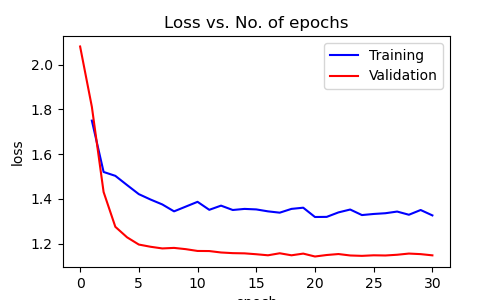 Loss vs. No. of epochs
Training
Validation
2.0
1.8
1.6
1.4
1.2
loss
0 5 10 15 20 25 30
epoch